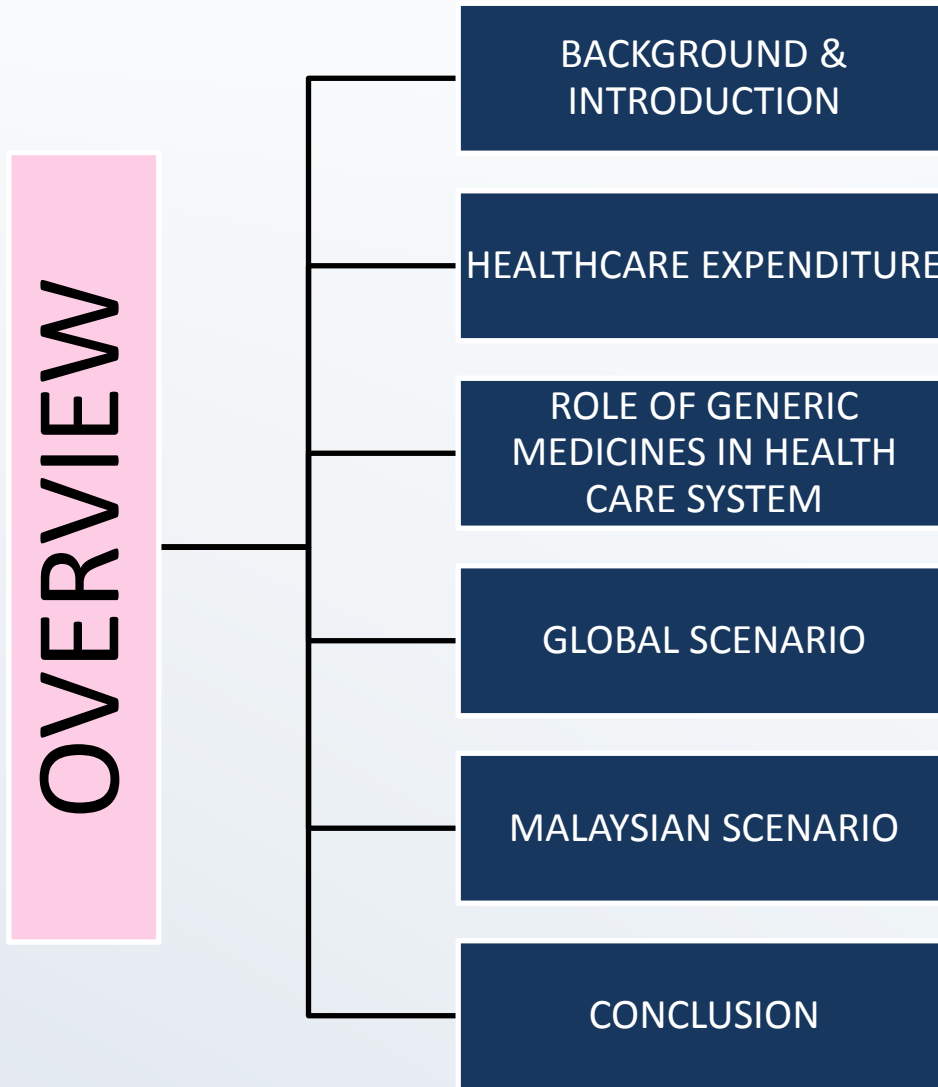 OVERVIEW
BACKGROUND &
INTRODUCTION
HEALTHCARE EXPENDITURE
ROLE OF GENERIC
MEDICINES IN HEALTH
CARE SYSTEM
GLOBAL SCENARIO
MALAYSIAN SCENARIO
CONCLUSION